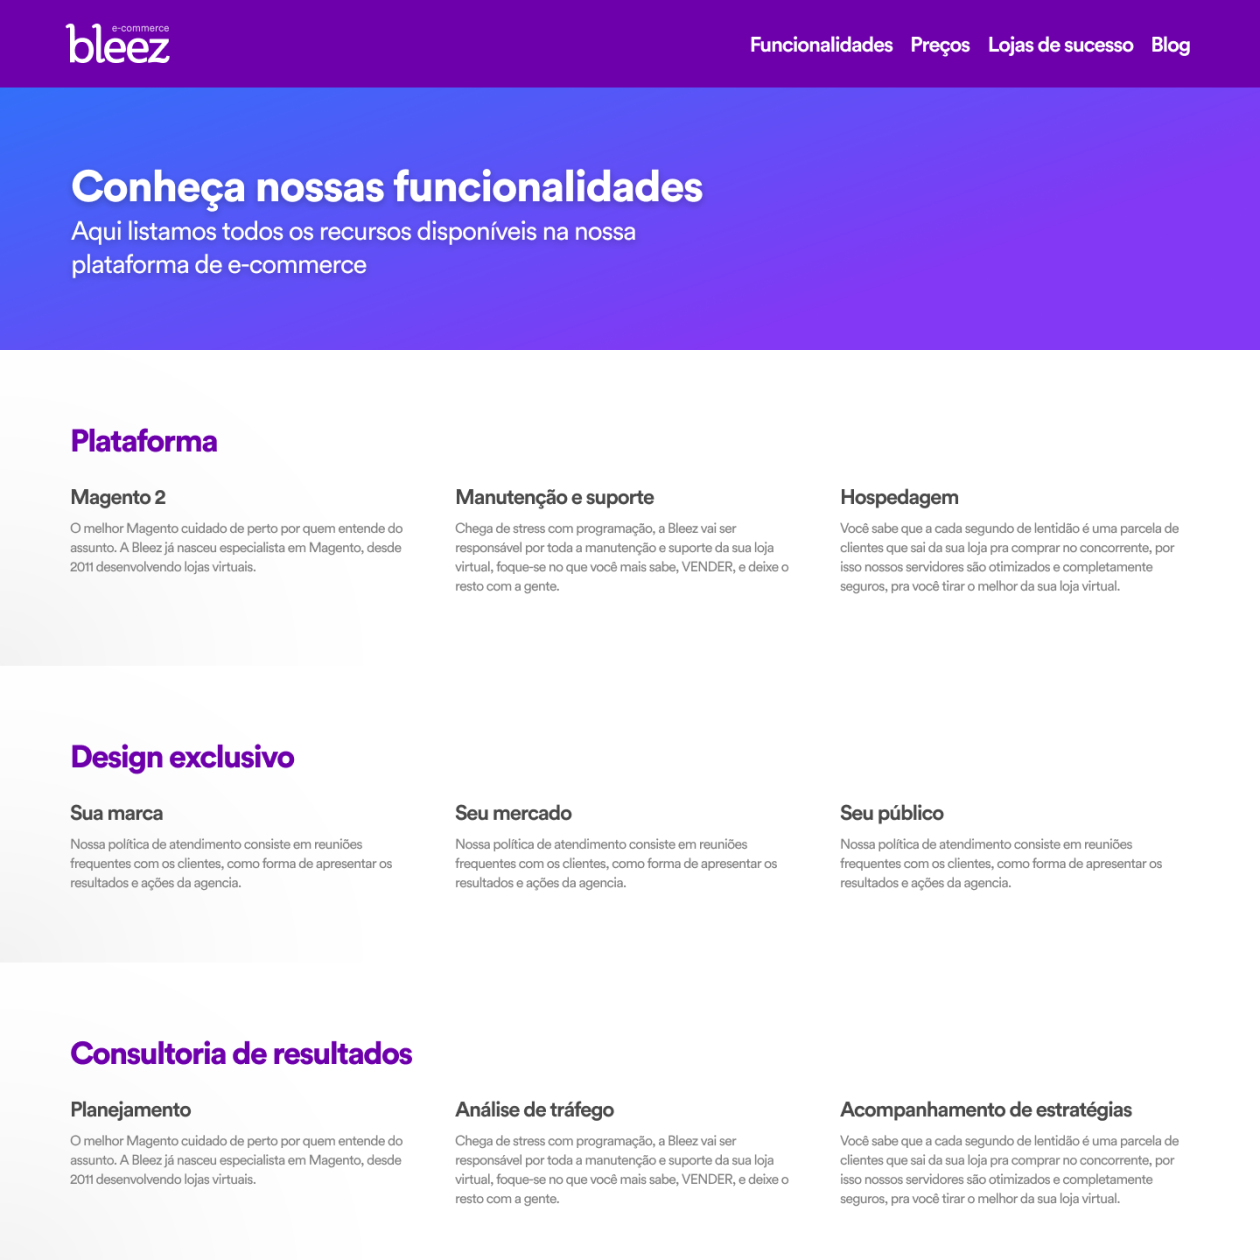 e-commerce
bleez
Funcionalidades Preços Lojas de sucesso Blog
Conheça nossas funcionalidades
Aqui listamos todos os recursos disponíveis na nossa
plataforma de e-commerce
Plataforma
Magento 2
O melhor Magento cuidado de perto por quem entende do
assunto. A Bleez já nasceu especialista em Magento, desde
2011 desenvolvendo lojas virtuais.
Manutenção e suporte
Chega de stress com programação, a Bleez vai ser
responsável por toda a manutenção e suporte da sua loja
virtual, foque-se no que você mais sabe, VENDER, e deixe o
resto com a gente.
Hospedagem
Você sabe que a cada segundo de lentidão é uma parcela de
clientes que sai da sua loja pra comprar no concorrente, por
isso nossos servidores são otimizados e completamente
seguros, pra você tirar o melhor da sua loja virtual.
Design exclusivo
Sua marca
Nossa política de atendimento consiste em reuniões
frequentes com os clientes, como forma de apresentar os
resultados e ações da agencia.
Seu mercado
Nossa política de atendimento consiste em reuniões
frequentes com os clientes, como forma de apresentar os
resultados e ações da agencia.
Seu público
Nossa política de atendimento consiste em reuniões
frequentes com os clientes, como forma de apresentar os
resultados e ações da agencia.
Consultoria de resultados
Planejamento
O melhor Magento cuidado de perto por quem entende do
assunto. A Bleez já nasceu especialista em Magento, desde
2011 desenvolvendo lojas virtuais.
Análise de tráfego
Chega de stress com programação, a Bleez vai ser
responsável por toda a manutenção e suporte da sua loja
virtual, foque-se no que você mais sabe, VENDER, e deixe o
resto com a gente.
Acompanhamento de estratégias
Você sabe que a cada segundo de lentidão é uma parcela de
clientes que sai da sua loja pra comprar no concorrente, por
isso nossos servidores são otimizados e completamente
seguros, pra você tirar o melhor da sua loja virtual.